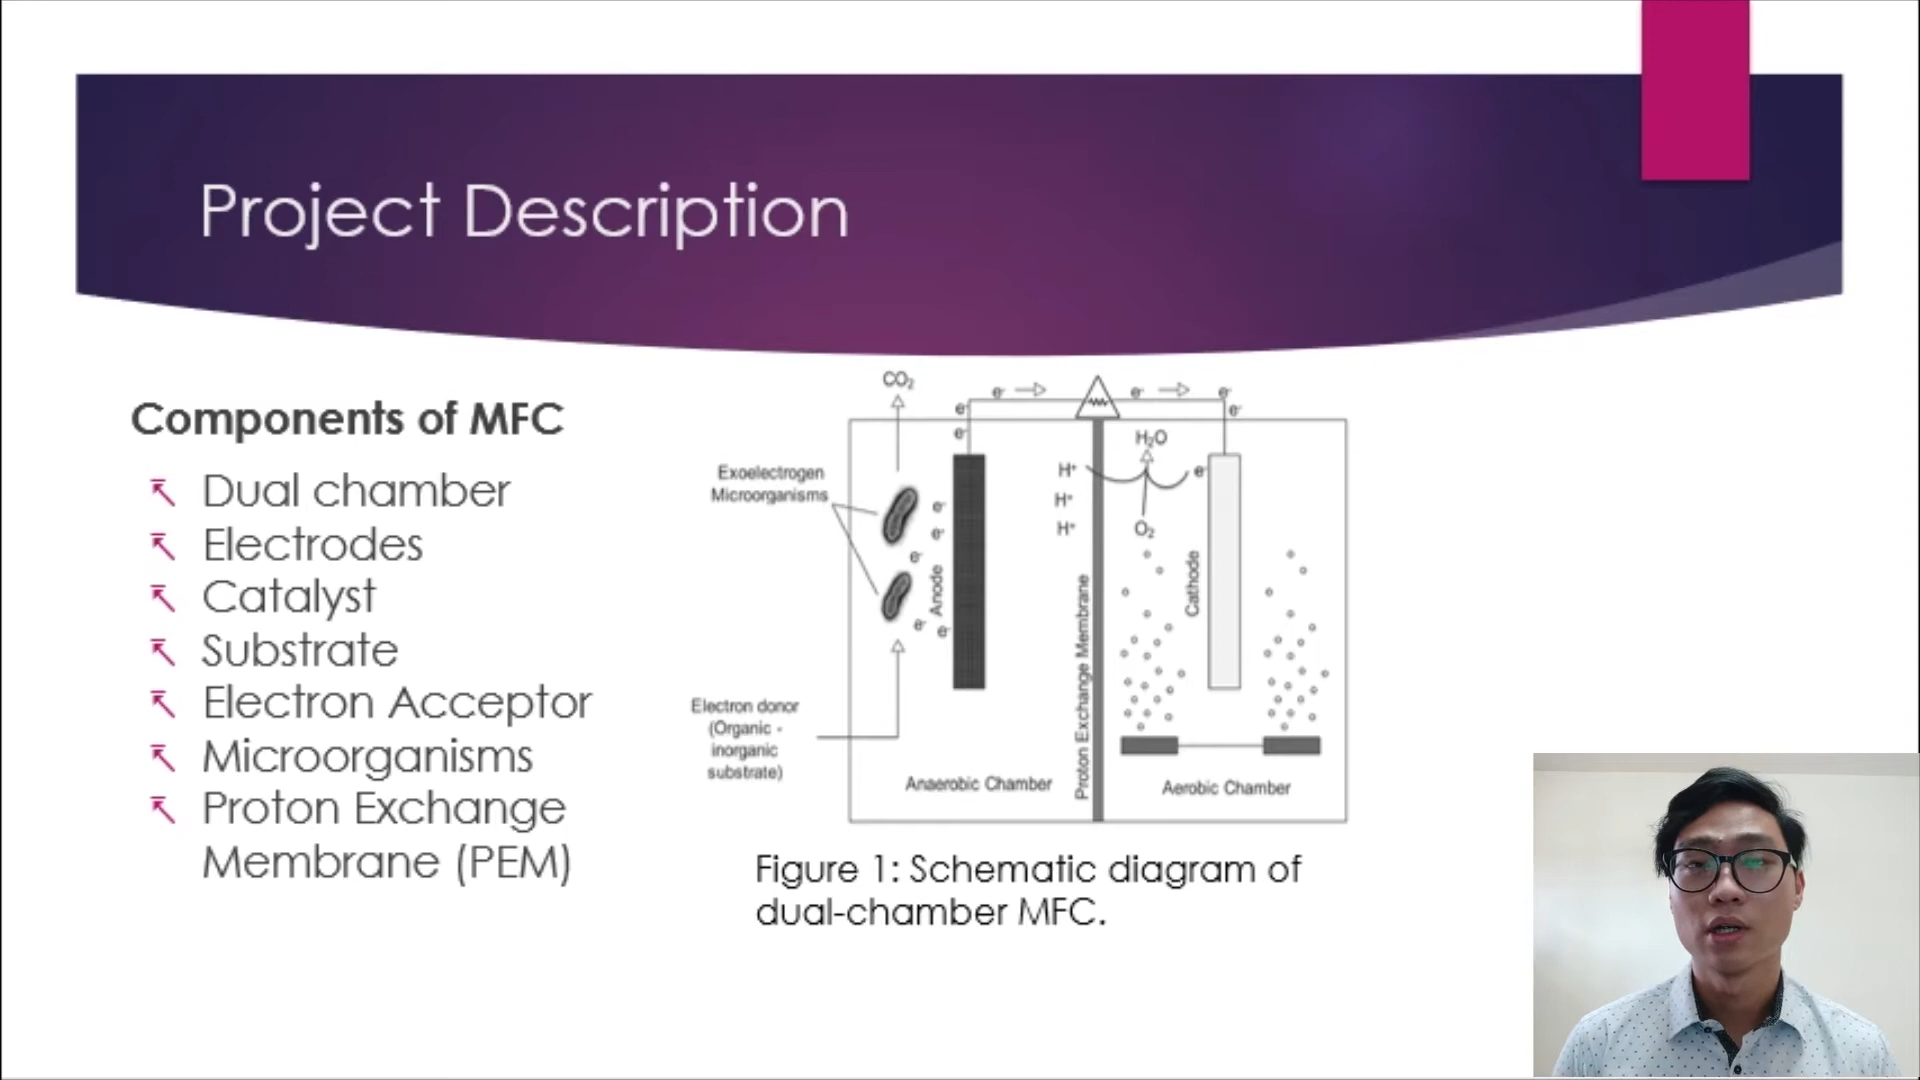 Project Description
Components of MFC
Dual chamber
Electrodes
Catalyst
Substrate
Electron Acceptor
Microorganisms
Proton Exchange
Membrane (PEM)
CO₂
e⁻
e⁻
e⁻
e⁻
e⁻
e⁻
Exoelectrogen
Microorganisms
e⁻
e⁻
e⁻
e⁻
e⁻
Anode
Electron donor
(Organic -
inorganic
substrate)
Anaerobic Chamber
Proton Exchange Membrane
H₂O
H⁺
e⁻
H⁺
H⁺
O₂
Cathode
Aerobic Chamber
Figure 1: Schematic diagram of
dual-chamber MFC.